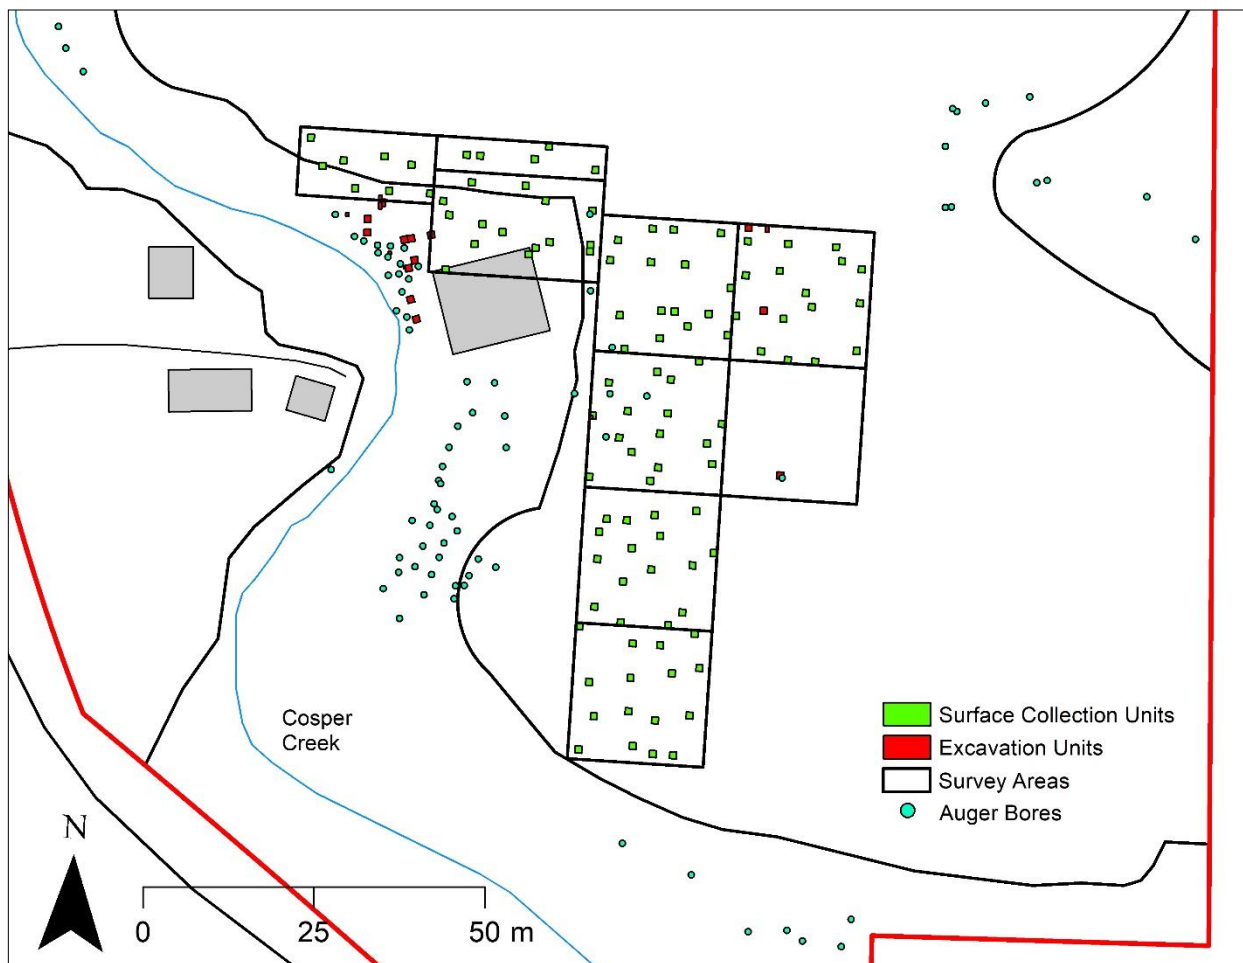 Cosper
Creek
Surface Collection Units
Excavation Units
Survey Areas
Auger Bores
N
0 25 50 m